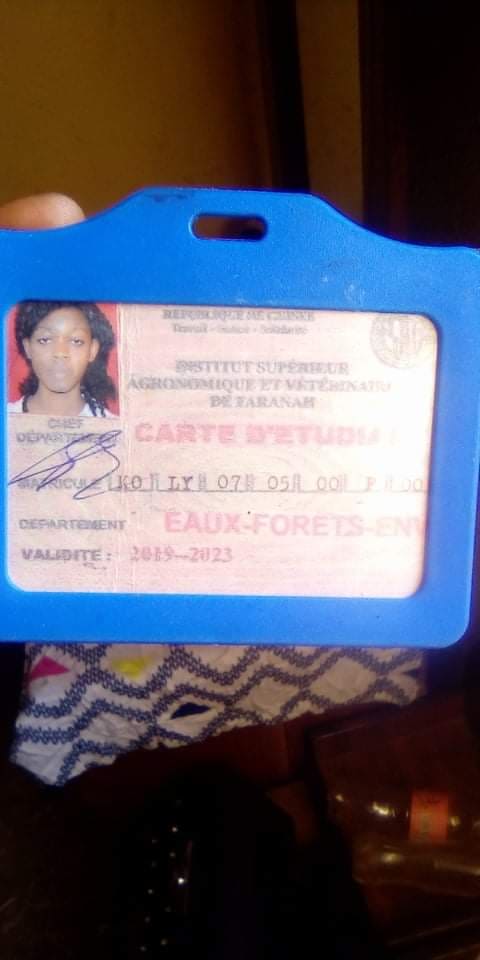 REPUBLIQUE DE GUINEE
Travail - Justice - Solidarité
INSTITUT SUPÉRIEUR
AGRONOMIQUE ET VÉTÉRINAIRE
DE FARANAH
CARTE D'ETUDIA
CHEF
DÉPARTEMENT
MATRICULE KO LY 07 05 00 F 00
DEPARTEMENT EAUX-FORETS-ENV
VALIDITE : 2019-2023